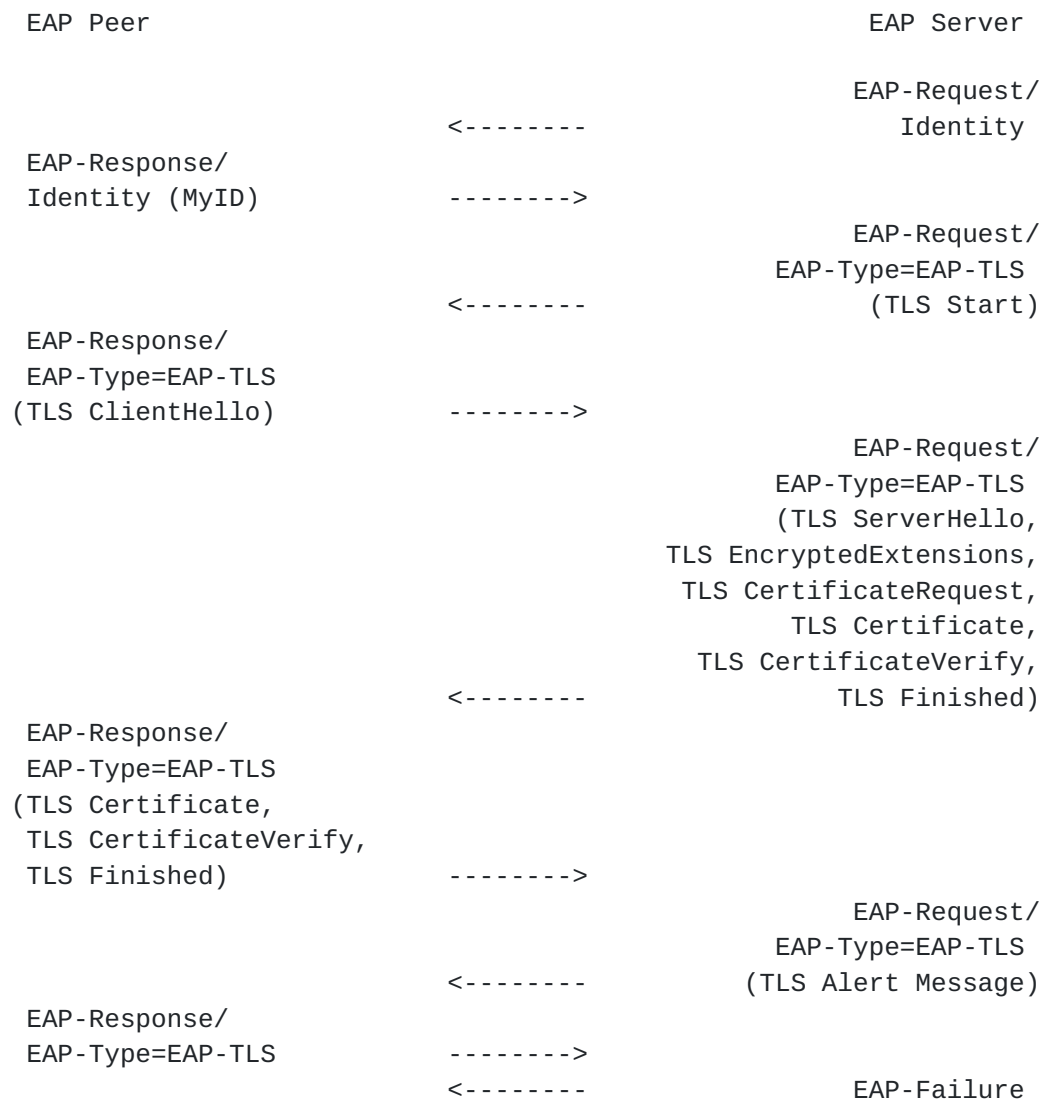 EAP Peer                                              EAP Server

                                                    EAP-Request/
                          <--------                    Identity
EAP-Response/
Identity (MyID)           -------->
                                                    EAP-Request/
                                                EAP-Type=EAP-TLS
                          <--------                  (TLS Start)
EAP-Response/
EAP-Type=EAP-TLS
(TLS ClientHello)         -------->
                                                    EAP-Request/
                                                EAP-Type=EAP-TLS
                                                (TLS ServerHello,
                                         TLS EncryptedExtensions,
                                          TLS CertificateRequest,
                                                 TLS Certificate,
                                           TLS CertificateVerify,
                          <--------                 TLS Finished)
EAP-Response/
EAP-Type=EAP-TLS
(TLS Certificate,
TLS CertificateVerify,
TLS Finished)             -------->
                                                    EAP-Request/
                                                EAP-Type=EAP-TLS
                          <--------          (TLS Alert Message)
EAP-Response/
EAP-Type=EAP-TLS          -------->
                          <--------                 EAP-Failure